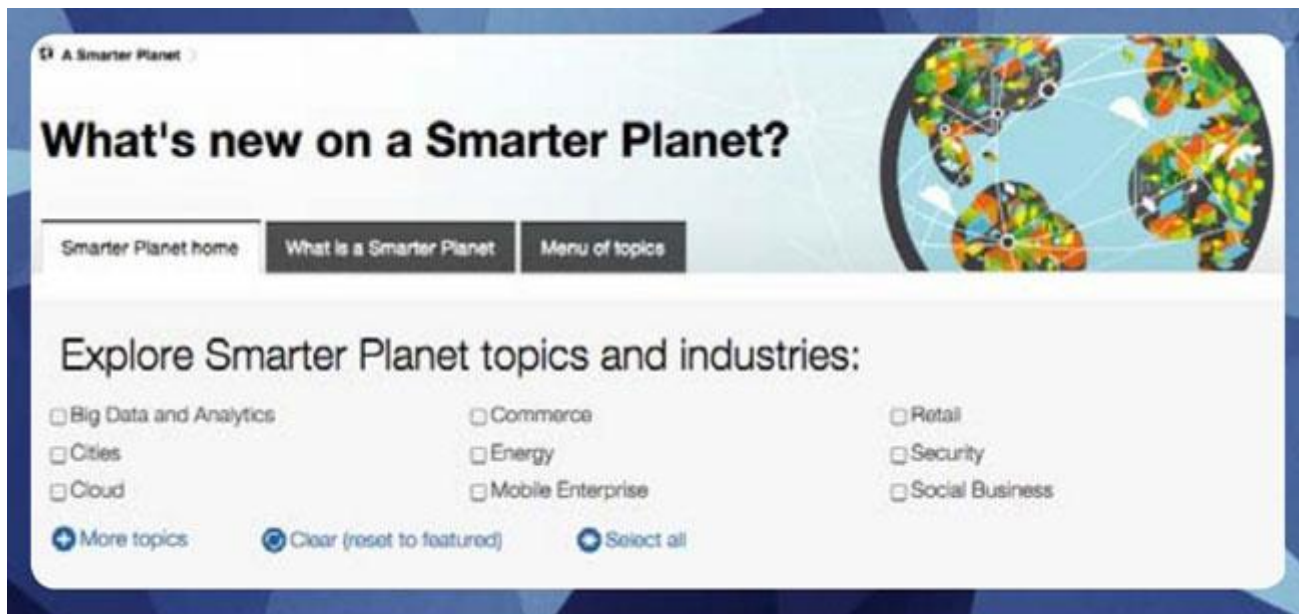 A Smarter Planet
What's new on a Smarter Planet?
Smarter Planet home What is a Smarter Planet Menu of topics
Explore Smarter Planet topics and industries:
Big Data and Analytics Commerce Retail
Cities Energy Security
Cloud Mobile Enterprise Social Business
More topics Clear (reset to featured) Select all